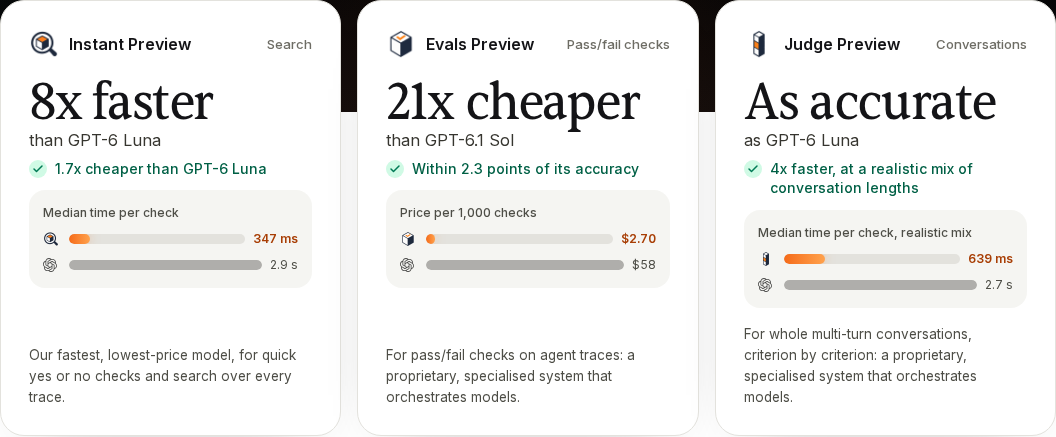 Instant Preview
Search
8x faster
than GPT-6 Luna
1.7x cheaper than GPT-6 Luna
Median time per check
347 ms
2.9 s
Our fastest, lowest-price model, for quick
yes or no checks and search over every
trace.
Evals Preview
Pass/fail checks
21x cheaper
than GPT-6.1 Sol
Within 2.3 points of its accuracy
Price per 1,000 checks
$2.70
$58
For pass/fail checks on agent traces: a
proprietary, specialised system that
orchestrates models.
Judge Preview
Conversations
As accurate
as GPT-6 Luna
4x faster, at a realistic mix of
conversation lengths
Median time per check, realistic mix
639 ms
2.7 s
For whole multi-turn conversations,
criterion by criterion: a proprietary,
specialised system that orchestrates
models.